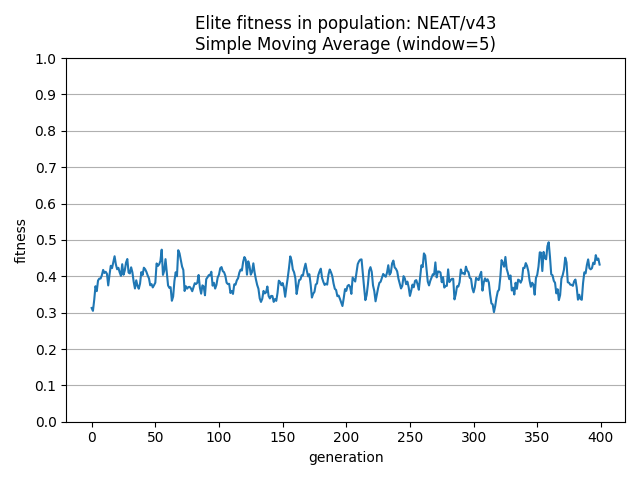 Elite fitness in population: NEAT/v43
Simple Moving Average (window=5)
1.0
0.9
0.8
0.7
0.6
0.5
0.4
0.3
0.2
0.1
0.0
fitness
0 50 100 150 200 250 300 350 400
generation